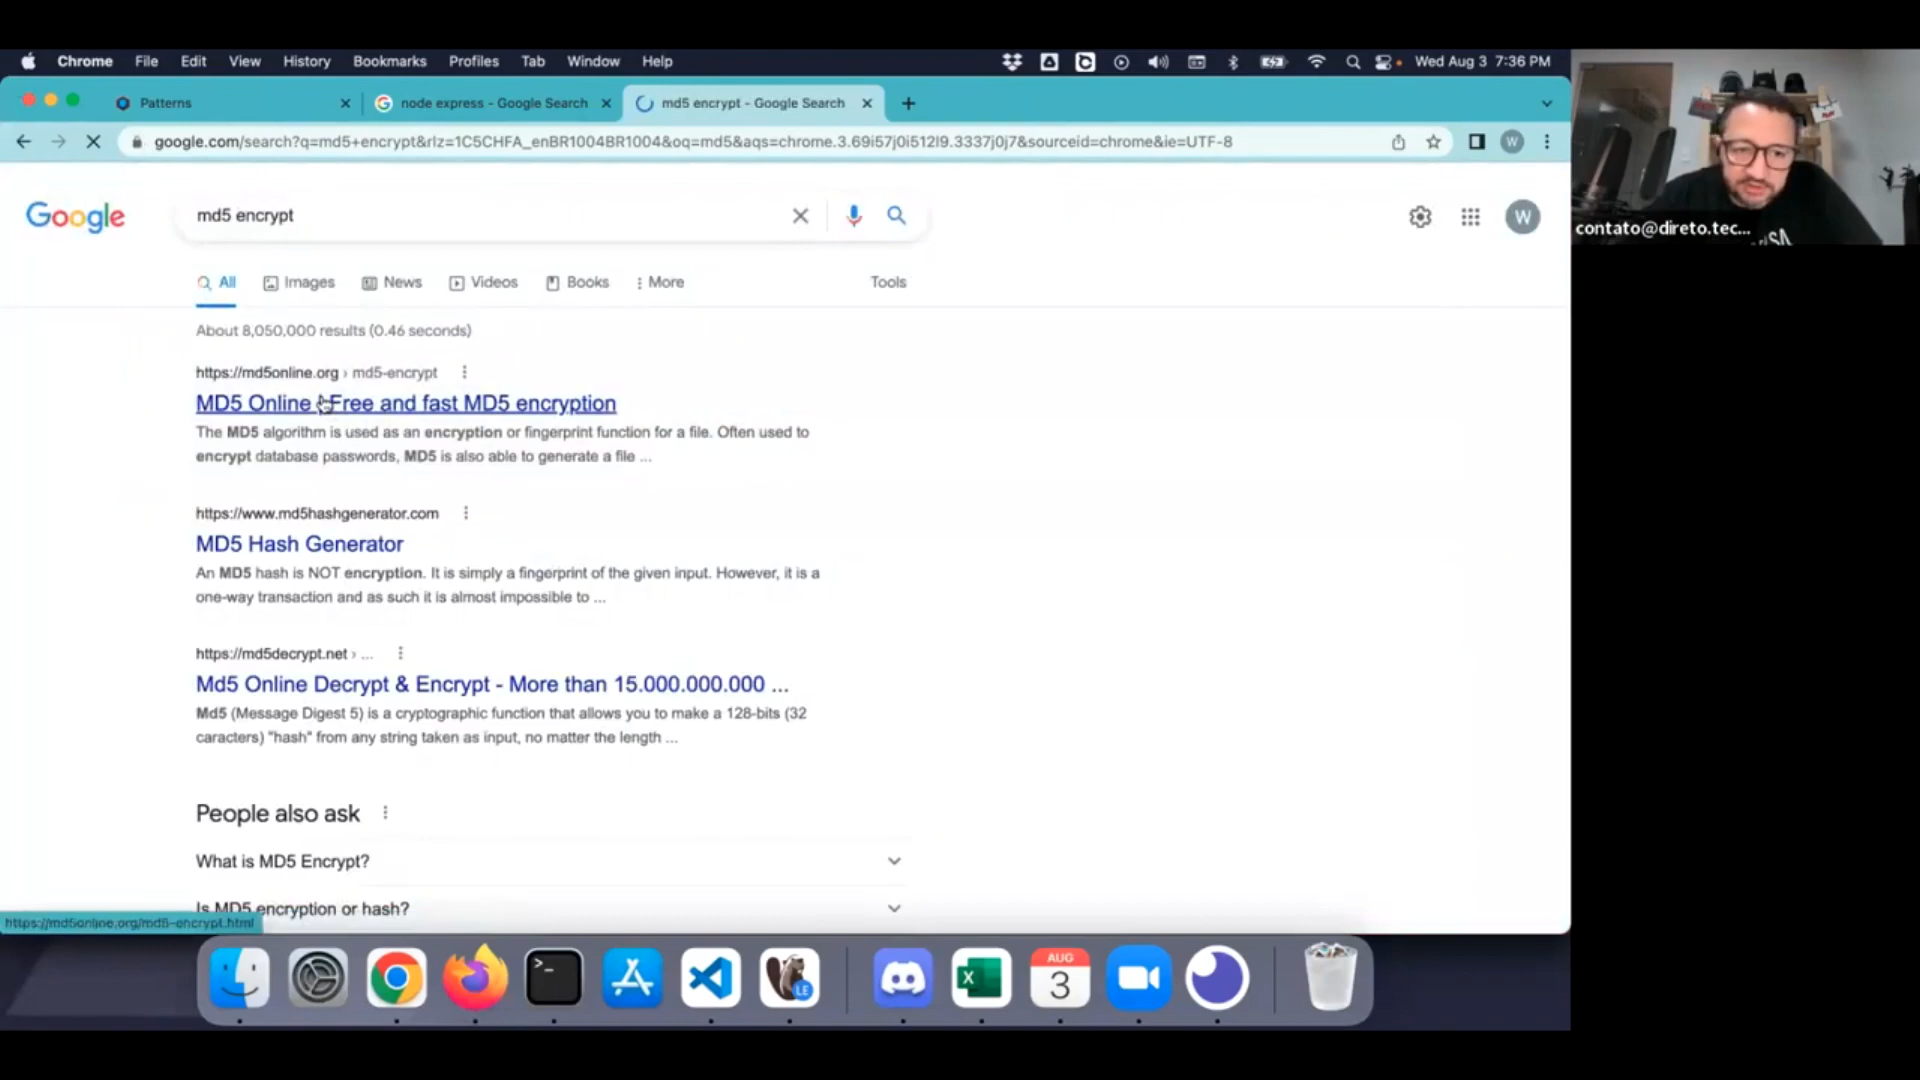 Chrome File Edit View History Bookmarks Profiles Tab Window Help Wed Aug 3 7:36 PM
Patterns node express - Google Search md5 encrypt - Google Search
google.com/search?q=md5+encrypt&rlz=1C5CHFA_enBR1004BR1004&oq=md5&aqs=chrome.3.69i57j0i512l9.3337j0j7&sourceid=chrome&ie=UTF-8 W
contato@direto.tec...
Google md5 encrypt W
All Images News Videos Books More Tools
About 8,050,000 results (0.46 seconds)
https://md5online.org › md5-encrypt
MD5 Online | Free and fast MD5 encryption
The MD5 algorithm is used as an encryption or fingerprint function for a file. Often used to
encrypt database passwords, MD5 is also able to generate a file ...
https://www.md5hashgenerator.com
MD5 Hash Generator
An MD5 hash is NOT encryption. It is simply a fingerprint of the given input. However, it is a
one-way transaction and as such it is almost impossible to ...
https://md5decrypt.net › ...
Md5 Online Decrypt & Encrypt - More than 15.000.000.000 ...
Md5 (Message Digest 5) is a cryptographic function that allows you to make a 128-bits (32
caracters) "hash" from any string taken as input, no matter the length ...
People also ask
What is MD5 Encrypt?
Is MD5 encryption or hash?
https://md5online.org/md5-encrypt.html
LE
X
AUG
3